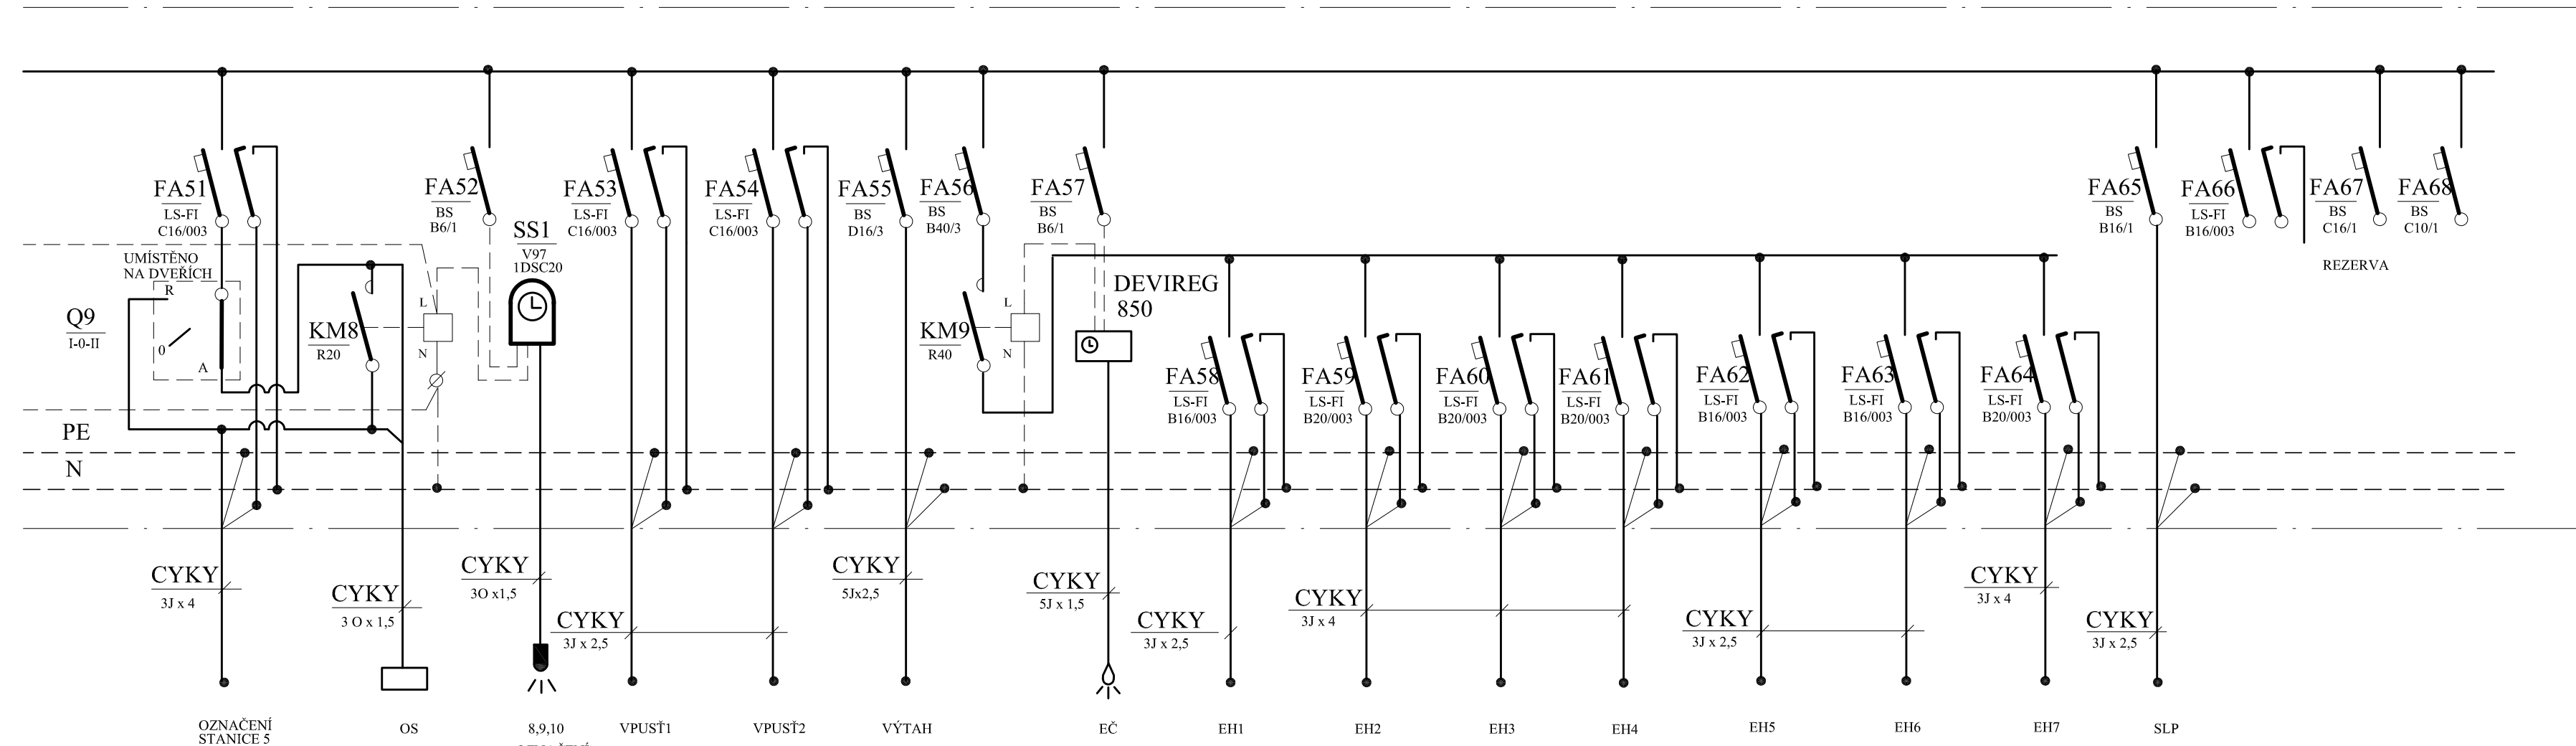 FA51
LS-FI
C16/003
FA52
BS
B6/1
SS1
V97
1DSC20
FA53
LS-FI
C16/003
FA54
LS-FI
C16/003
FA55
BS
D16/3
FA56
BS
B40/3
FA57
BS
B6/1
FA65
BS
B16/1
FA66
LS-FI
B16/003
FA67
BS
C16/1
FA68
BS
C10/1
REZERVA
UMÍSTĚNO
NA DVEŘÍCH
R
0
A
Q9
I-0-II
KM8
R20
L
N
KM9
R40
L
N
DEVIREG
850
FA58
LS-FI
B16/003
FA59
LS-FI
B20/003
FA60
LS-FI
B20/003
FA61
LS-FI
B20/003
FA62
LS-FI
B16/003
FA63
LS-FI
B16/003
FA64
LS-FI
B20/003
PE
N
CYKY
3J x 4
CYKY
3 O x 1,5
CYKY
3O x1,5
CYKY
3J x 2,5
CYKY
5Jx2,5
CYKY
5J x 1,5
CYKY
3J x 2,5
CYKY
3J x 4
CYKY
3J x 2,5
CYKY
3J x 4
CYKY
3J x 2,5
OZNAČENÍ
STANICE 5
OS
8,9,10
VPUSŤ1
VPUSŤ2
VÝTAH
EČ
EH1
EH2
EH3
EH4
EH5
EH6
EH7
SLP